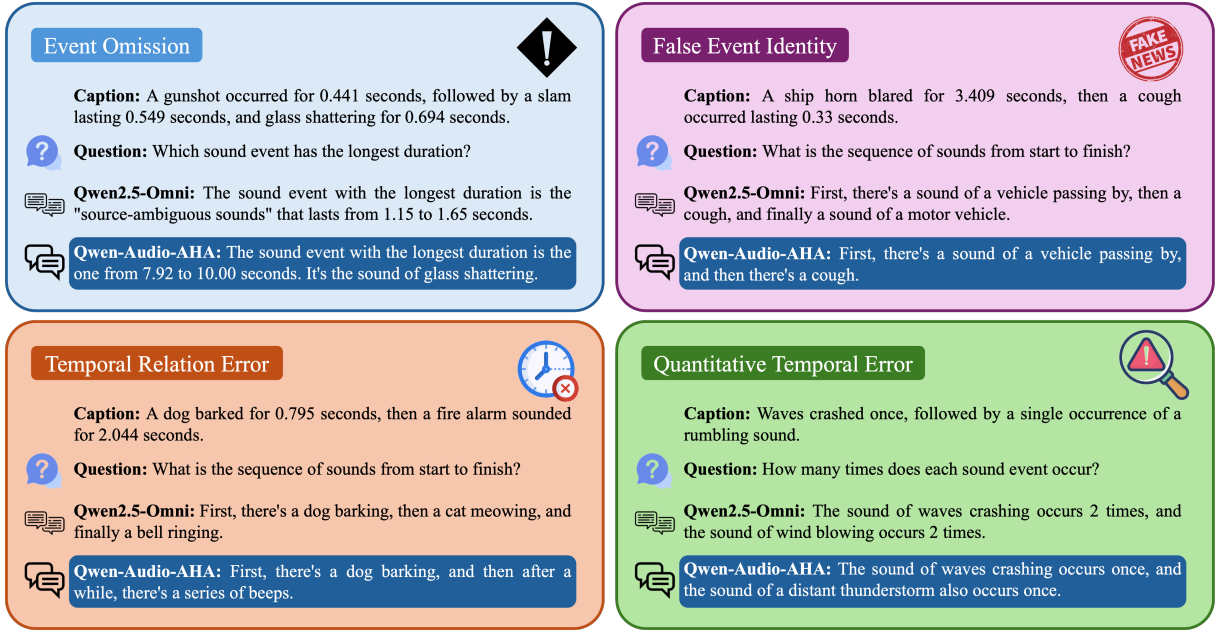 Event Omission
!
Caption: A gunshot occurred for 0.441 seconds, followed by a slam
lasting 0.549 seconds, and glass shattering for 0.694 seconds.
?
Question: Which sound event has the longest duration?
Qwen2.5-Omni: The sound event with the longest duration is the
"source-ambiguous sounds" that lasts from 1.15 to 1.65 seconds.
Qwen-Audio-AHA: The sound event with the longest duration is the
one from 7.92 to 10.00 seconds. It's the sound of glass shattering.
False Event Identity
FAKE
NEWS
Caption: A ship horn blared for 3.409 seconds, then a cough
occurred lasting 0.33 seconds.
?
Question: What is the sequence of sounds from start to finish?
Qwen2.5-Omni: First, there's a sound of a vehicle passing by, then a
cough, and finally a sound of a motor vehicle.
Qwen-Audio-AHA: First, there's a sound of a vehicle passing by,
and then there's a cough.
Temporal Relation Error
Caption: A dog barked for 0.795 seconds, then a fire alarm sounded
for 2.044 seconds.
?
Question: What is the sequence of sounds from start to finish?
Qwen2.5-Omni: First, there's a dog barking, then a cat meowing, and
finally a bell ringing.
Qwen-Audio-AHA: First, there's a dog barking, and then after a
while, there's a series of beeps.
Quantitative Temporal Error
!
Caption: Waves crashed once, followed by a single occurrence of a
rumbling sound.
?
Question: How many times does each sound event occur?
Qwen2.5-Omni: The sound of waves crashing occurs 2 times, and
the sound of wind blowing occurs 2 times.
Qwen-Audio-AHA: The sound of waves crashing occurs once, and
the sound of a distant thunderstorm also occurs once.